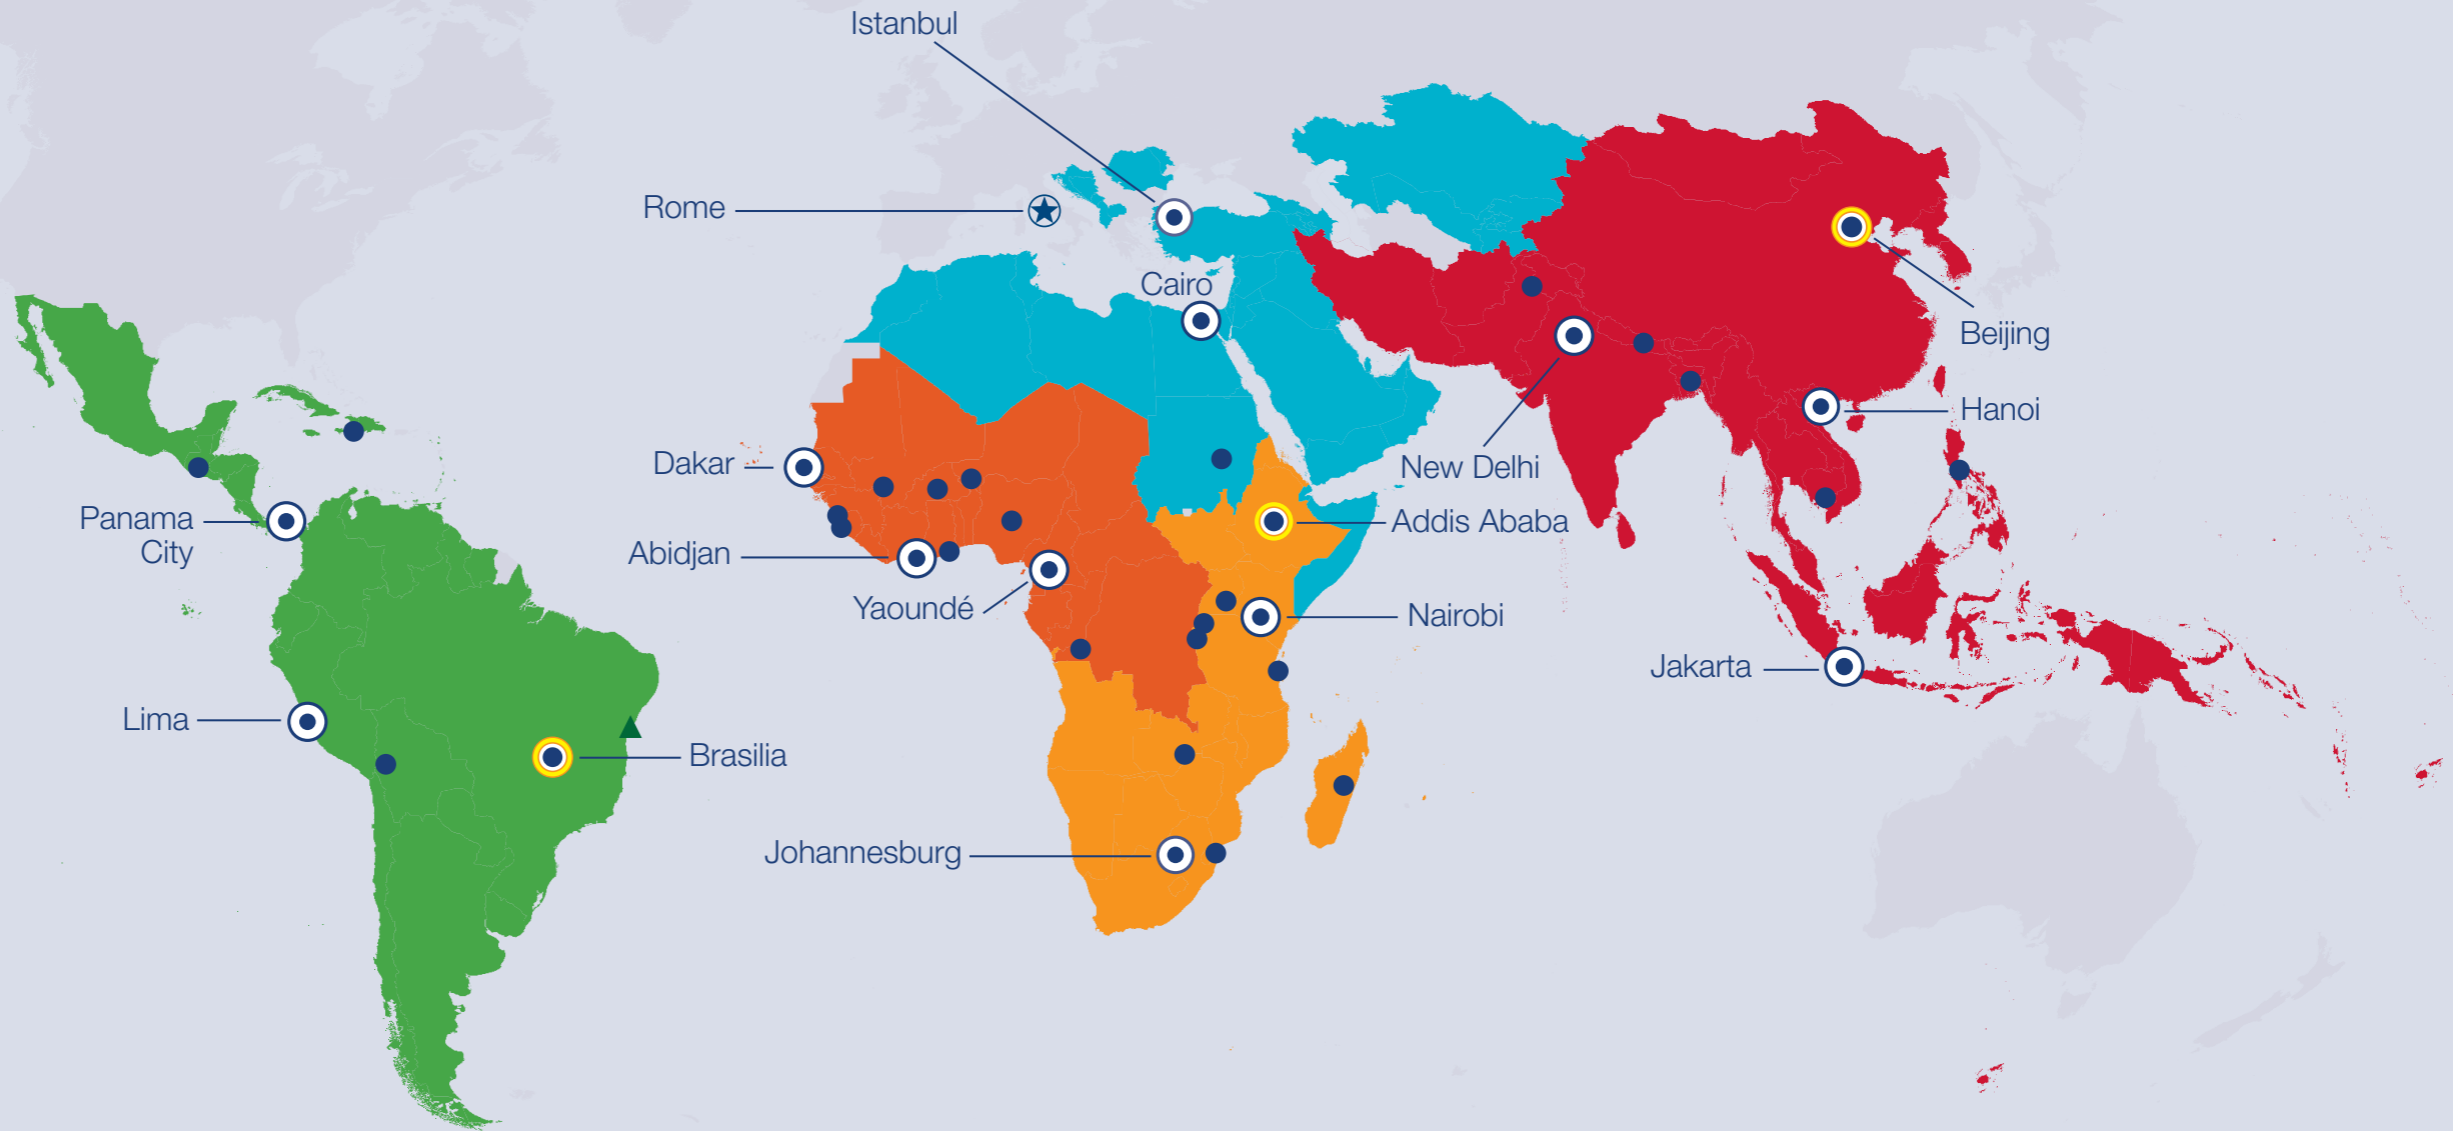 Istanbul
Rome
Cairo
Beijing
Hanoi
Dakar
New Delhi
Panama
City
Addis Ababa
Abidjan
Yaoundé
Nairobi
Jakarta
Lima
Brasilia
Johannesburg